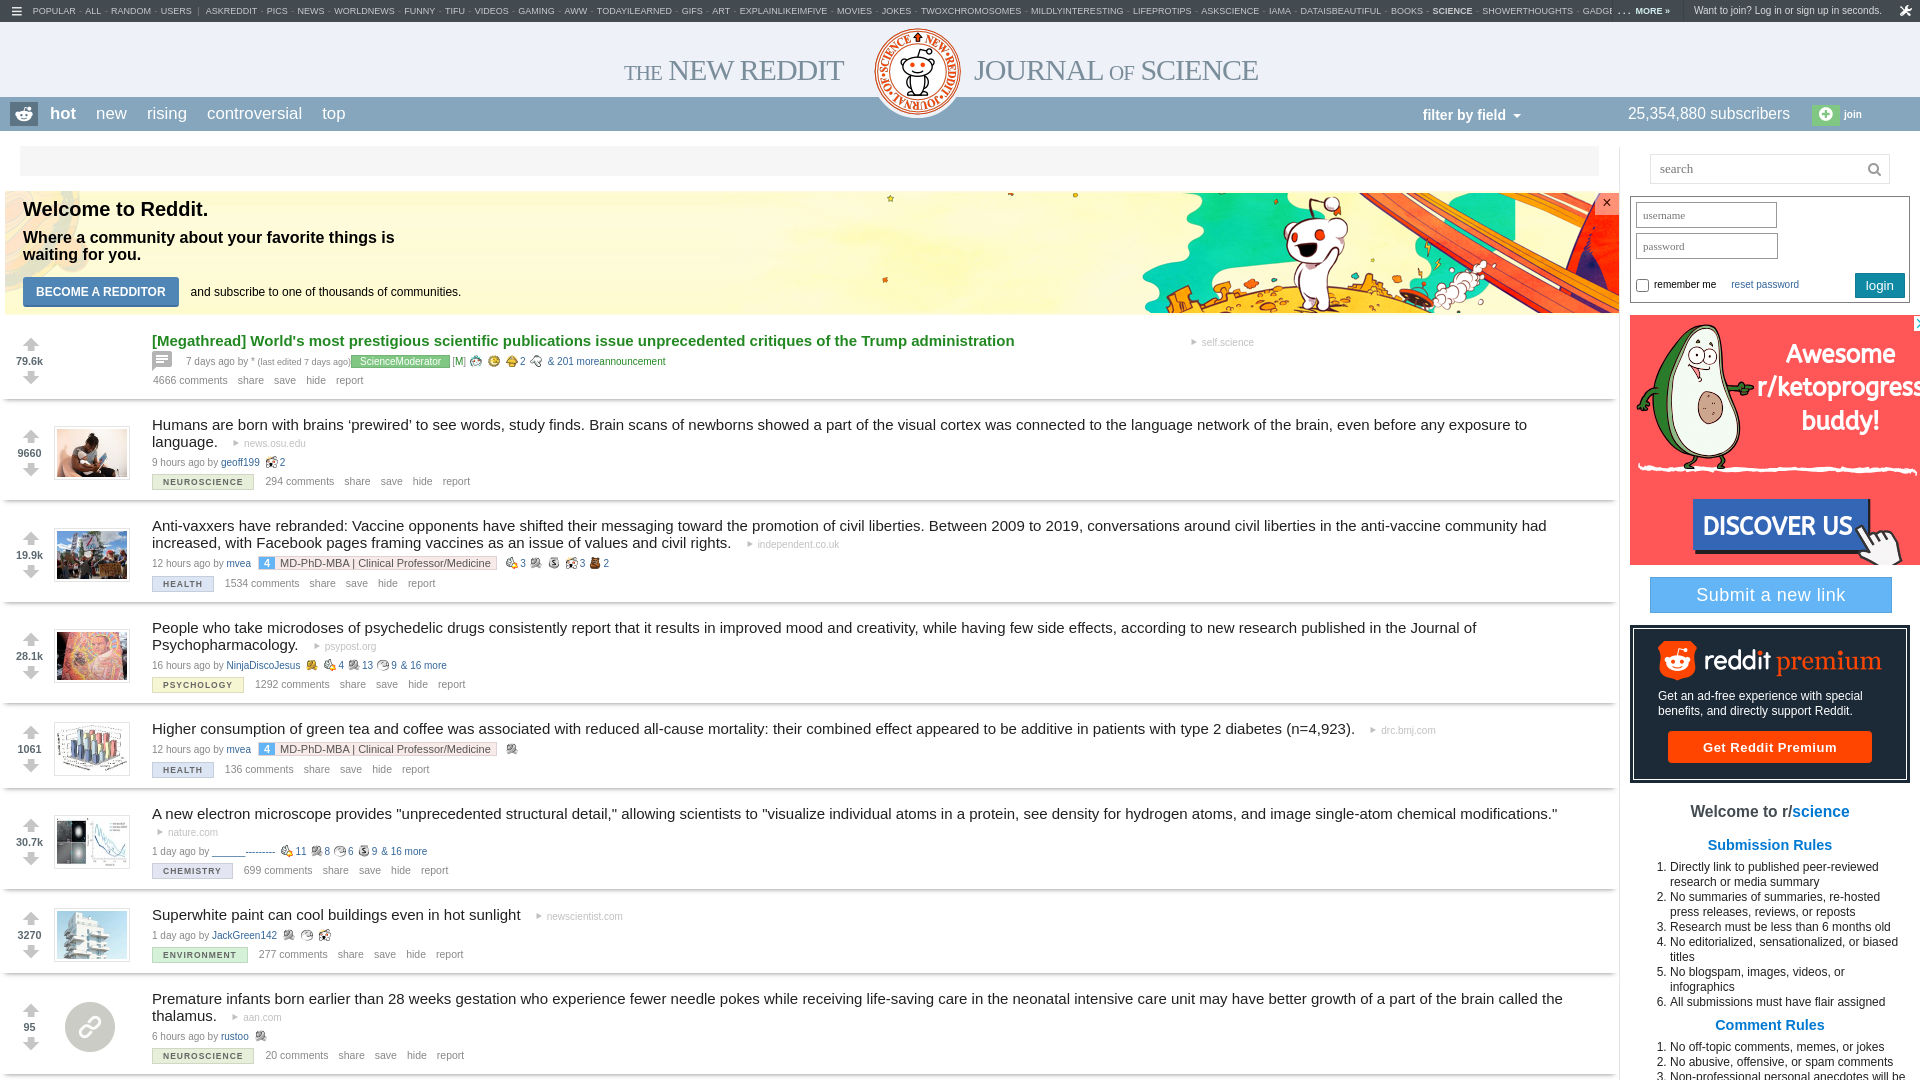 POPULAR - ALL - RANDOM - USERS | ASKREDDIT - PICS - NEWS - WORLDNEWS - FUNNY - TIFU - VIDEOS - GAMING - AWW - TODAYILEARNED - GIFS - ART - EXPLAINLIKEIMFIVE - MOVIES - JOKES - TWOXCHROMOSOMES - MILDLYINTERESTING - LIFEPROTIPS - ASKSCIENCE - IAMA - DATAISBEAUTIFUL - BOOKS - SCIENCE - SHOWERTHOUGHTS - GADGE ... MORE » Want to join? Log in or sign up in seconds.
THE NEW REDDIT JOURNAL OF SCIENCE
NEW·REDDIT·JOURNAL·OF·SCIENCE
hot new rising controversial top filter by field 25,354,880 subscribers join
Welcome to Reddit.
Where a community about your favorite things is
waiting for you.
BECOME A REDDITOR and subscribe to one of thousands of communities.
×
79.6k
[Megathread] World's most prestigious scientific publications issue unprecedented critiques of the Trump administration self.science
7 days ago by * (last edited 7 days ago) ScienceModerator [M] 2 & 201 more announcement
4666 comments share save hide report
9660
Humans are born with brains ‘prewired’ to see words, study finds. Brain scans of newborns showed a part of the visual cortex was connected to the language network of the brain, even before any exposure to
language. news.osu.edu
9 hours ago by geoff199 2
NEUROSCIENCE 294 comments share save hide report
19.9k
Anti-vaxxers have rebranded: Vaccine opponents have shifted their messaging toward the promotion of civil liberties. Between 2009 to 2019, conversations around civil liberties in the anti-vaccine community had
increased, with Facebook pages framing vaccines as an issue of values and civil rights. independent.co.uk
12 hours ago by mvea 4 MD-PhD-MBA | Clinical Professor/Medicine 3 3 2
HEALTH 1534 comments share save hide report
28.1k
People who take microdoses of psychedelic drugs consistently report that it results in improved mood and creativity, while having few side effects, according to new research published in the Journal of
Psychopharmacology. psypost.org
16 hours ago by NinjaDiscoJesus 4 13 9 & 16 more
PSYCHOLOGY 1292 comments share save hide report
1061
Higher consumption of green tea and coffee was associated with reduced all-cause mortality: their combined effect appeared to be additive in patients with type 2 diabetes (n=4,923). drc.bmj.com
12 hours ago by mvea 4 MD-PhD-MBA | Clinical Professor/Medicine
HEALTH 136 comments share save hide report
30.7k
A new electron microscope provides "unprecedented structural detail," allowing scientists to "visualize individual atoms in a protein, see density for hydrogen atoms, and image single-atom chemical modifications."
nature.com
1 day ago by ______--------- 11 8 6 9 & 16 more
CHEMISTRY 699 comments share save hide report
3270
Superwhite paint can cool buildings even in hot sunlight newscientist.com
1 day ago by JackGreen142
ENVIRONMENT 277 comments share save hide report
95
Premature infants born earlier than 28 weeks gestation who experience fewer needle pokes while receiving life-saving care in the neonatal intensive care unit may have better growth of a part of the brain called the
thalamus. aan.com
6 hours ago by rustoo
NEUROSCIENCE 20 comments share save hide report
search
username
password
remember me reset password login
Awesome
r/ketoprogress
buddy!
DISCOVER US
Submit a new link
reddit premium
Get an ad-free experience with special
benefits, and directly support Reddit.
Get Reddit Premium
Welcome to r/science
Submission Rules
1. Directly link to published peer-reviewed
research or media summary
2. No summaries of summaries, re-hosted
press releases, reviews, or reposts
3. Research must be less than 6 months old
4. No editorialized, sensationalized, or biased
titles
5. No blogspam, images, videos, or
infographics
6. All submissions must have flair assigned
Comment Rules
1. No off-topic comments, memes, or jokes
2. No abusive, offensive, or spam comments
3. Non-professional personal anecdotes will be